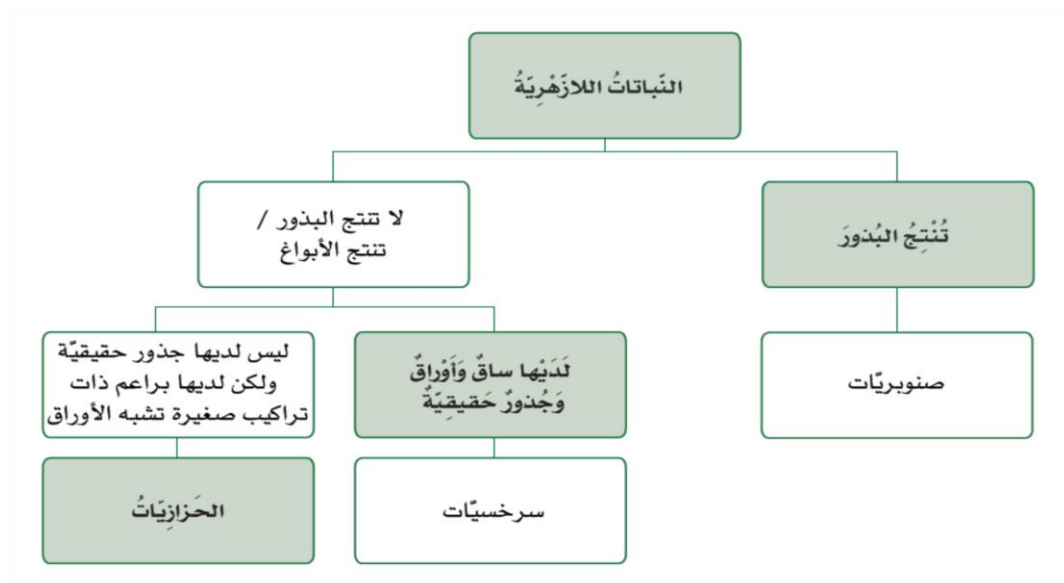 النّباتاتُ اللازّهْرِيّةُ
تُنْتِجُ البُذورَ
لا تنتج البذور /
تنتج الأبواغ
صنوبريّات
لَدَيْها ساقٌ وَأَوْراقٌ
وَجُذورٌ حَقيقِيّةٌ
ليس لديها جذور حقيقيّة
ولكن لديها براعم ذات
تراكيب صغيرة تشبه الأوراق
سرخسيّات
الحَزازِيّاتُ